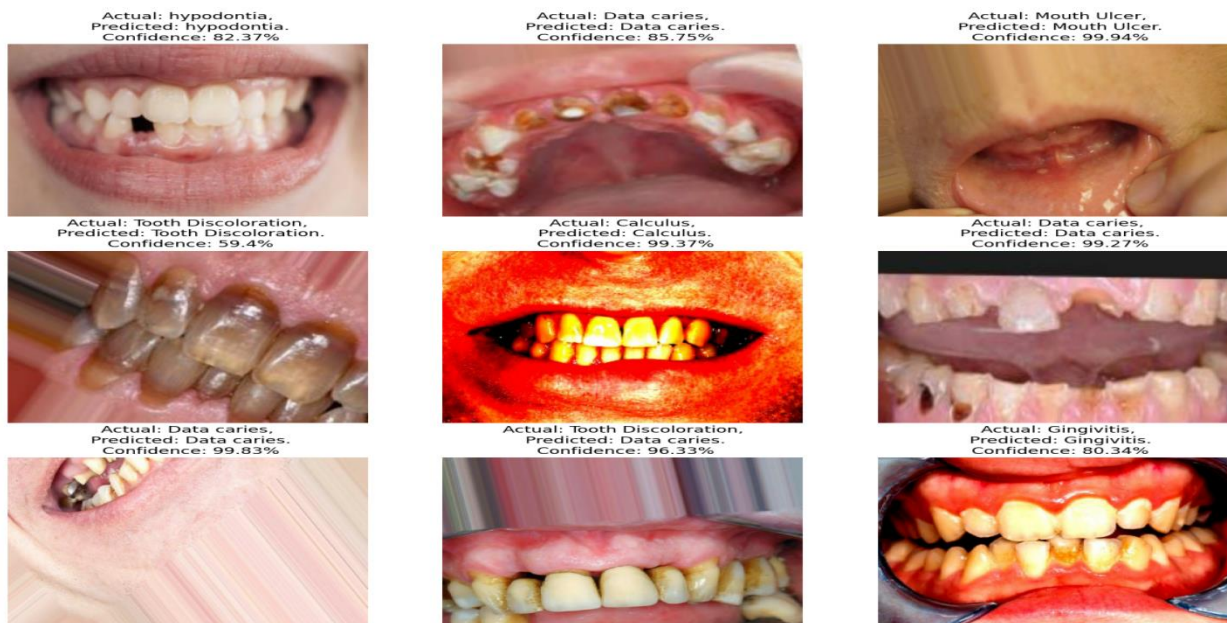 Actual: hypodontia,
Predicted: hypodontia.
Confidence: 82.37%
Actual: Data caries,
Predicted: Data caries.
Confidence: 85.75%
Actual: Mouth Ulcer,
Predicted: Mouth Ulcer.
Confidence: 99.94%
Actual: Tooth Discoloration,
Predicted: Tooth Discoloration.
Confidence: 59.4%
Actual: Calculus,
Predicted: Calculus.
Confidence: 99.37%
Actual: Data caries,
Predicted: Data caries.
Confidence: 99.27%
Actual: Data caries,
Predicted: Data caries.
Confidence: 99.83%
Actual: Tooth Discoloration,
Predicted: Data caries.
Confidence: 96.33%
Actual: Gingivitis,
Predicted: Gingivitis.
Confidence: 80.34%